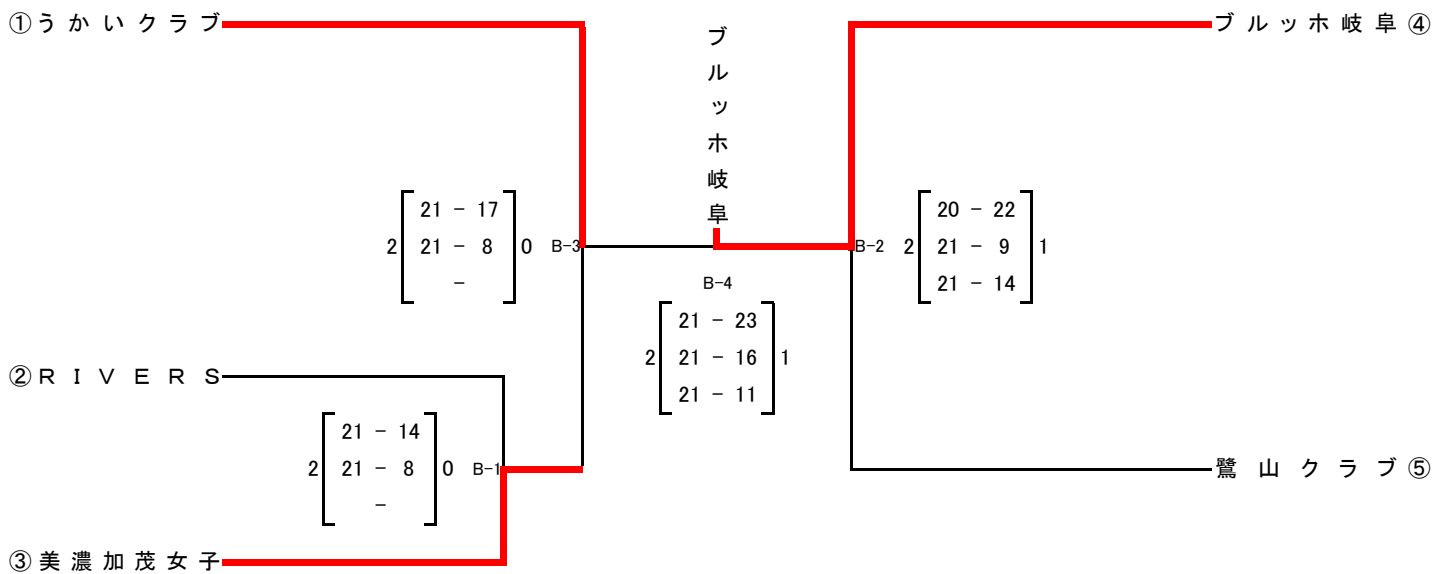 ①うかいクラブ
ブルッホ岐阜④
ブルッホ岐阜
21 - 17
2 21 - 8 0 B-3
-
20 - 22
B-2 2 21 - 9 1
21 - 14
B-4
21 - 23
2 21 - 16 1
21 - 11
②RIVERS
21 - 14
2 21 - 8 0 B-1
-
鷺山クラブ⑤
③美濃加茂女子